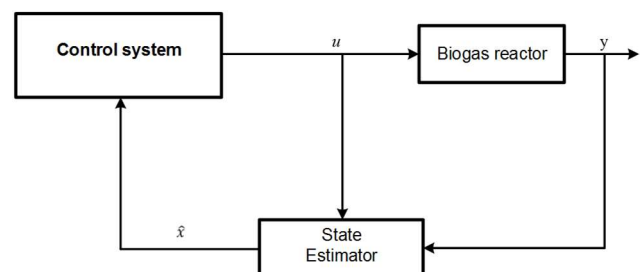 Control system
u
Biogas reactor
y
x̂
State
Estimator